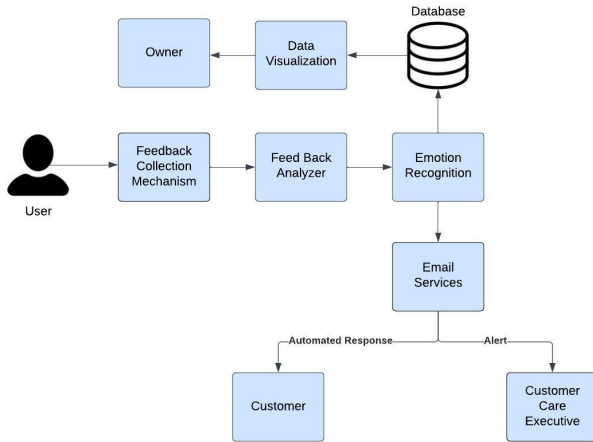 Database
Owner
Data
Visualization
Feedback
Collection
Mechanism
Feed Back
Analyzer
Emotion
Recognition
User
Email
Services
Automated Response
Alert
Customer
Customer
Care
Executive